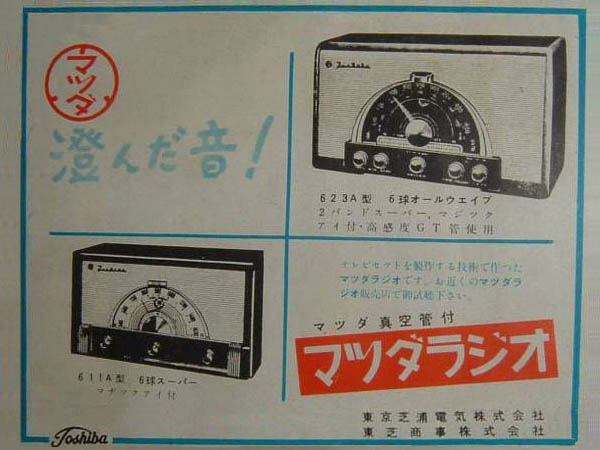 マツダ
澄んだ音!
Toshiba
623A型 6球オールウエイブ
2バンドスーパー、マジツク
アイ付・高感度GT管使用
Toshiba
611A型 6球スーパー
マヂツクアイ付
テレビセットを製作する技術で作つた
マツダラジオです。お近くのマツダラ
ジオ販売店で御試聴下さい。
マツダ真空管付
マツダラジオ
東京芝浦電気株式会社
東芝商事株式会社
Toshiba